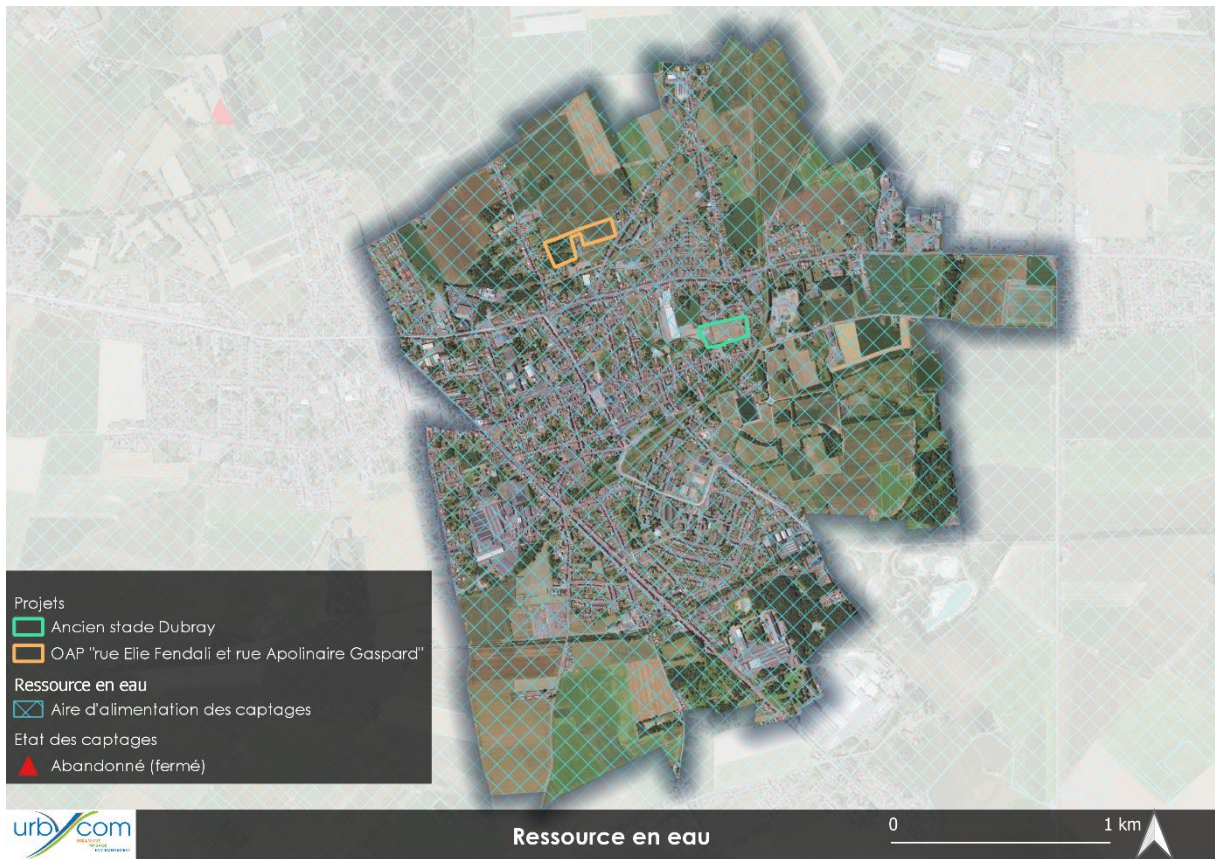 Projets
Ancien stade Dubray
OAP "rue Elie Fendali et rue Apolinaire Gaspard"
Ressource en eau
Aire d'alimentation des captages
Etat des captages
Abandonné (fermé)
urbycom
Ressource en eau
0 1 km